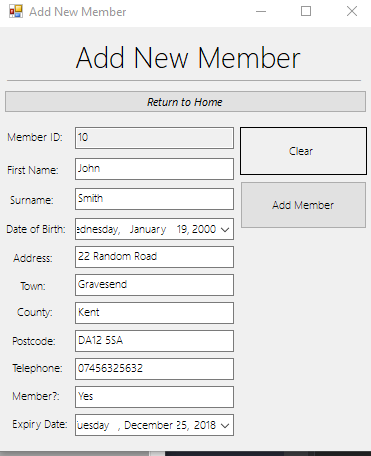 Add New Member
Add New Member
Return to Home
Member ID: 10
Clear
First Name: John
Surname: Smith
Add Member
Date of Birth: ednesday, January 19, 2000
Address: 22 Random Road
Town: Gravesend
County: Kent
Postcode: DA12 5SA
Telephone: 07456325632
Member?: Yes
Expiry Date: uesday , December 25, 2018